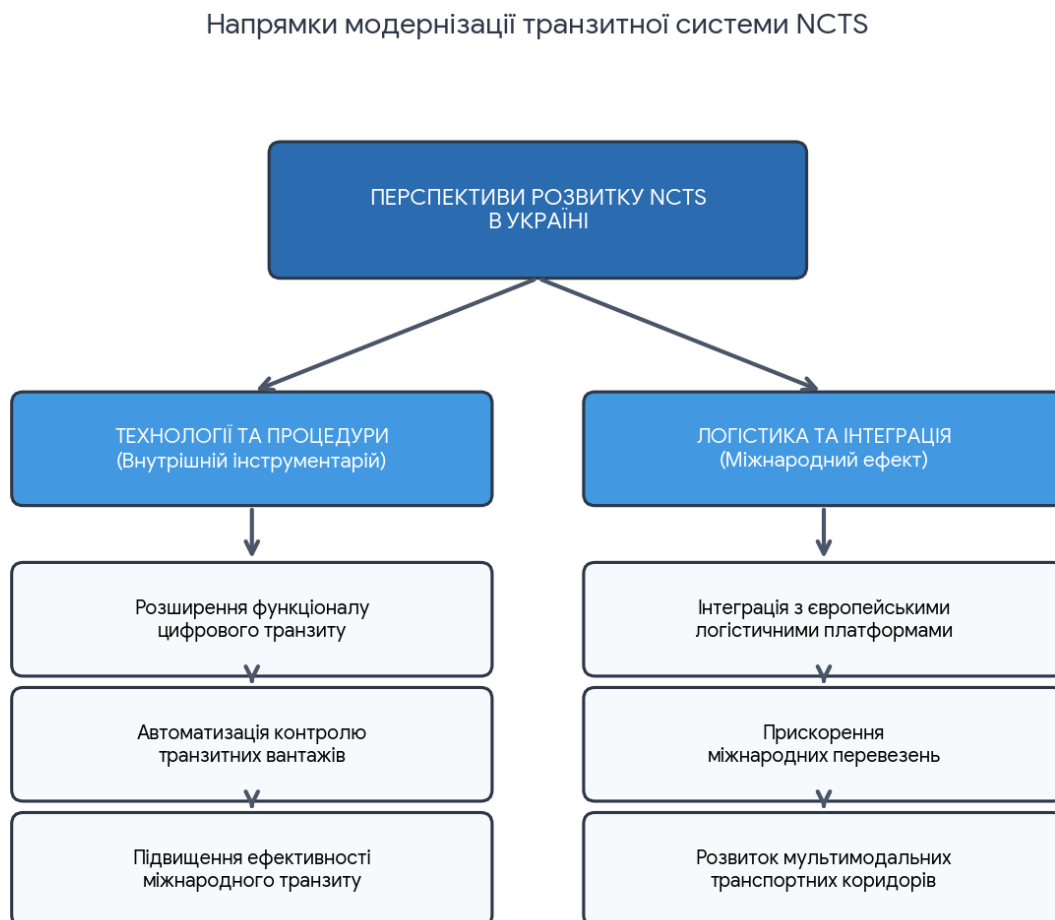 Напрямки модернізації транзитної системи NCTS
ПЕРСПЕКТИВИ РОЗВИТКУ NCTS
В УКРАЇНІ
ТЕХНОЛОГІЇ ТА ПРОЦЕДУРИ
(Внутрішній інструментарій)
Розширення функціоналу
цифрового транзиту
Автоматизація контролю
транзитних вантажів
Підвищення ефективності
міжнародного транзиту
ЛОГІСТИКА ТА ІНТЕГРАЦІЯ
(Міжнародний ефект)
Інтеграція з європейськими
логістичними платформами
Прискорення
міжнародних перевезень
Розвиток мультимодальних
транспортних коридорів